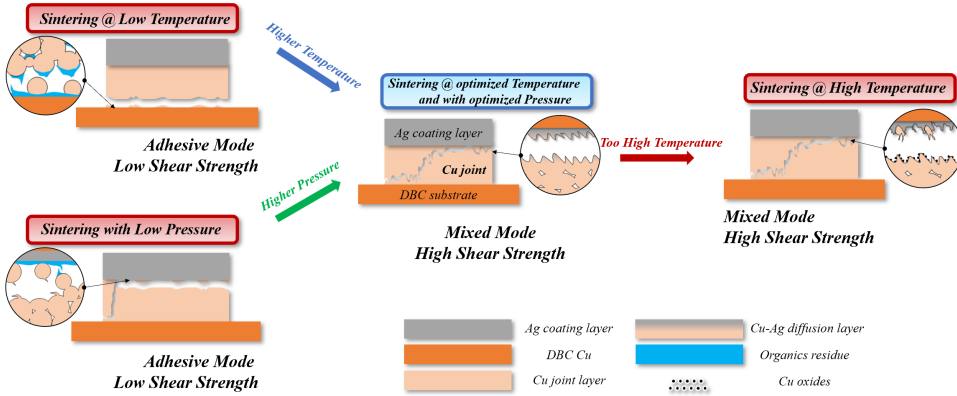 Sintering @ Low Temperature
Adhesive Mode
Low Shear Strength
Sintering with Low Pressure
Adhesive Mode
Low Shear Strength
Higher Temperature
Higher Pressure
Sintering @ optimized Temperature
and with optimized Pressure
Ag coating layer
Cu joint
DBC substrate
Mixed Mode
High Shear Strength
Too High Temperature
Sintering @ High Temperature
Mixed Mode
High Shear Strength
Ag coating layer
DBC Cu
Cu joint layer
Cu-Ag diffusion layer
Organics residue
Cu oxides